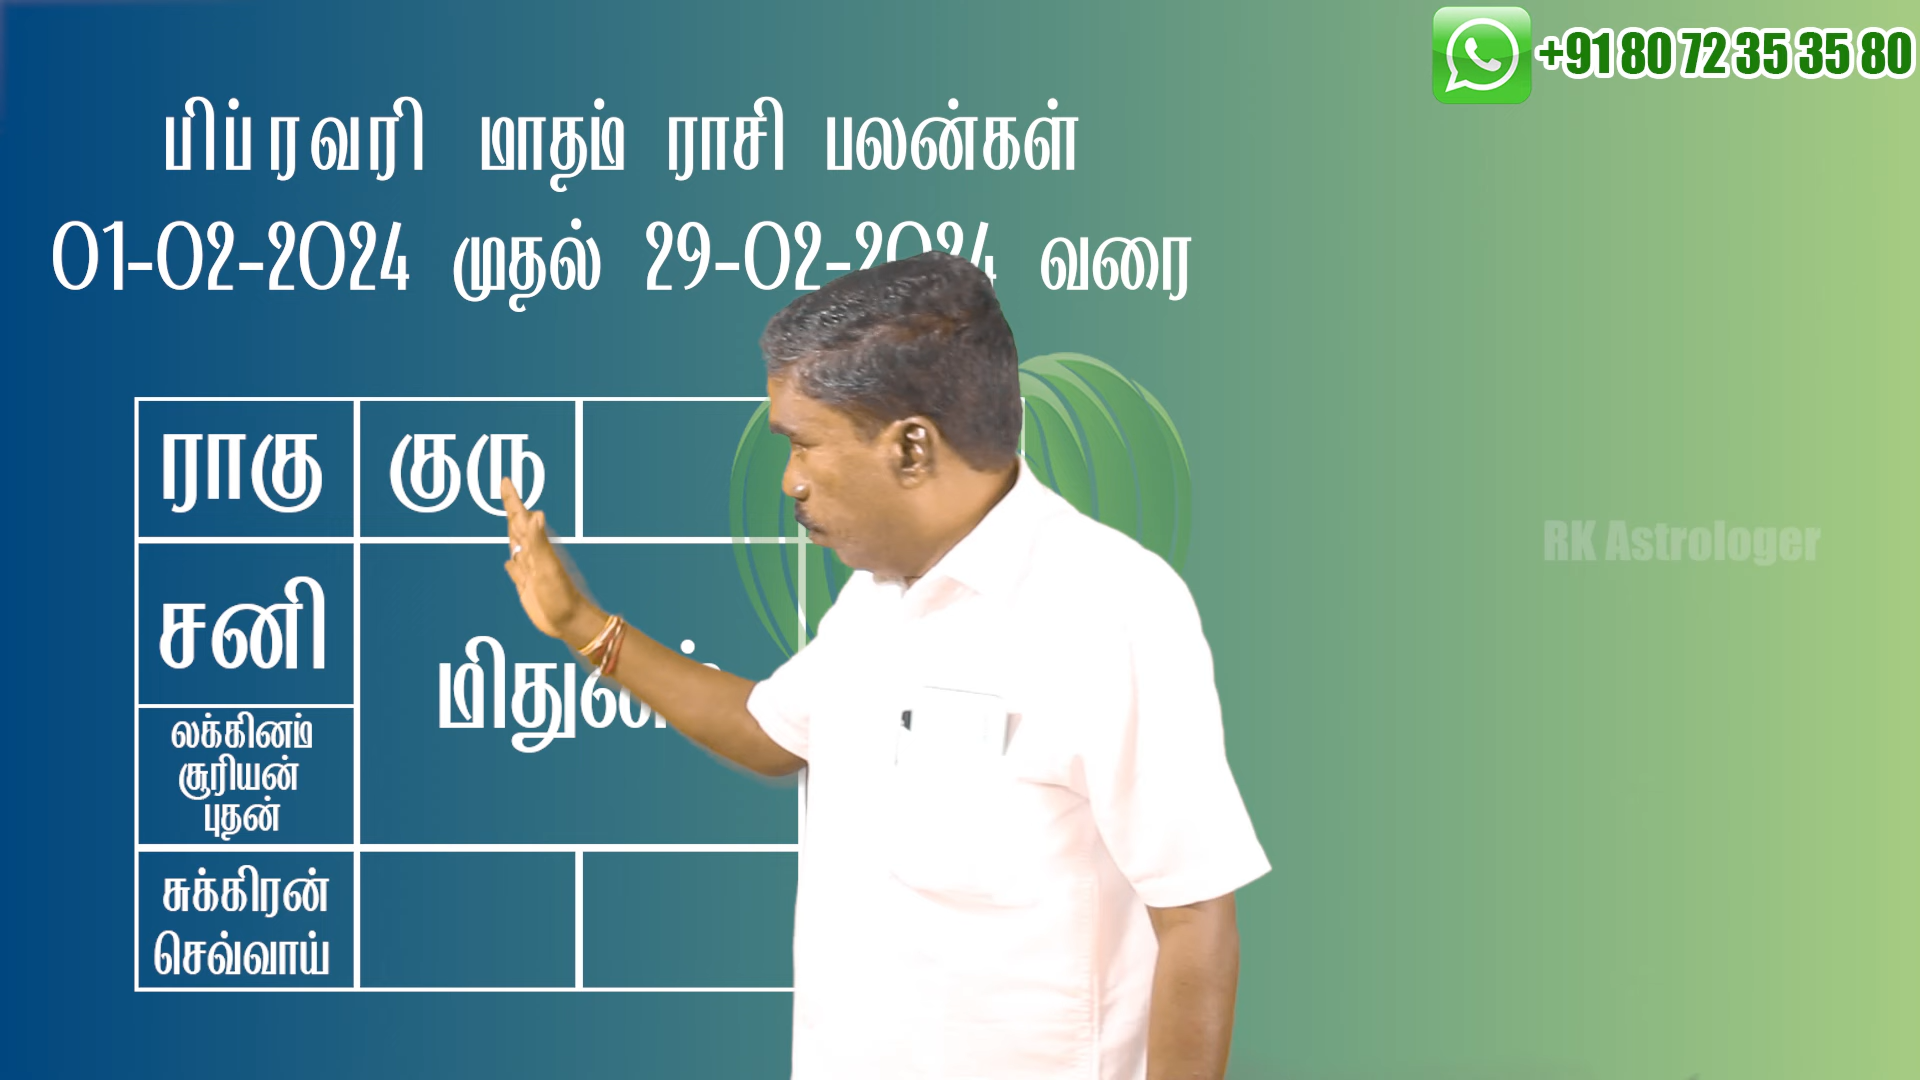 +91 80 72 35 35 80
பிப்ரவரி மாதம் ராசி பலன்கள்
01-02-2024 முதல் 29-02-2024 வரை
ராகு
குரு
சனி
லக்கினம்
சூரியன்
புதன்
சுக்கிரன்
செவ்வாய்
RK Astrologer